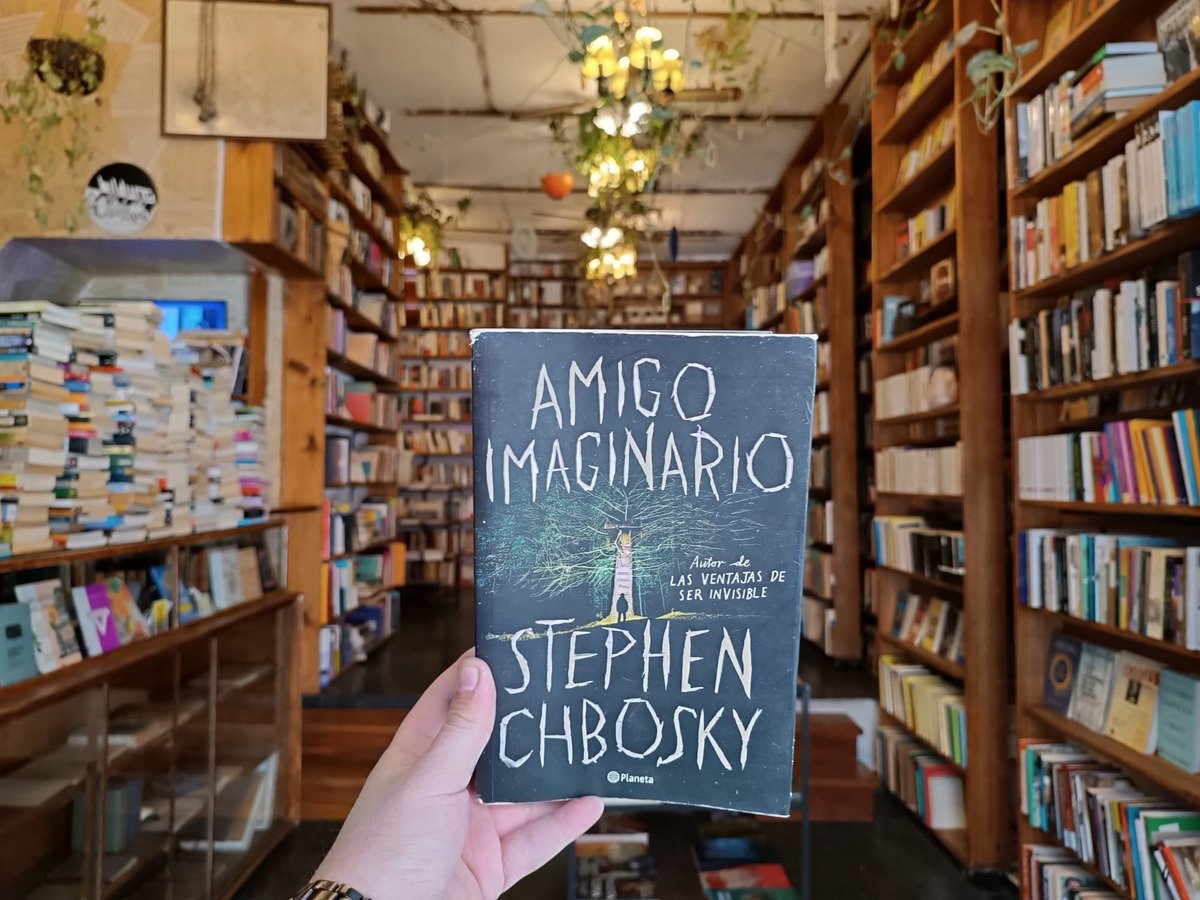 AMIGO
IMAGINARIO
Autor de
LAS VENTAJAS DE
SER INVISIBLE
STEPHEN
CHBOSKY
Planeta